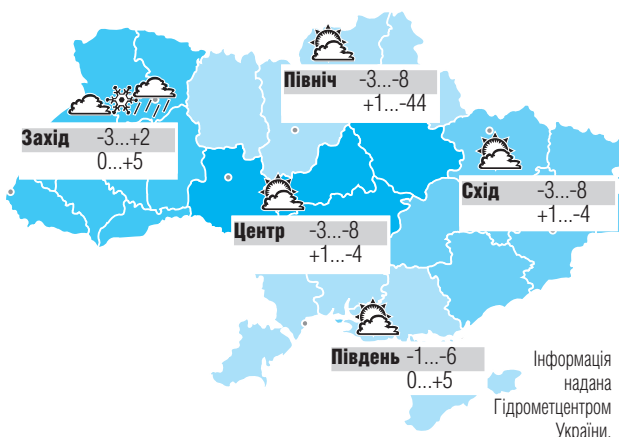 Північ -3...-8
+1...-44
Захід -3...+2
0...+5
Схід -3...-8
+1...-4
Центр -3...-8
+1...-4
Південь -1...-6
0...+5
Інформація
надана
Гідрометцентром
України.